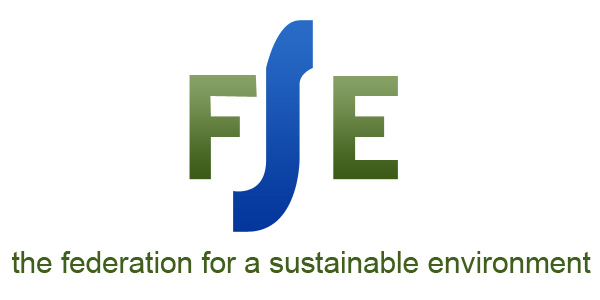 FSE
the federation for a sustainable environment